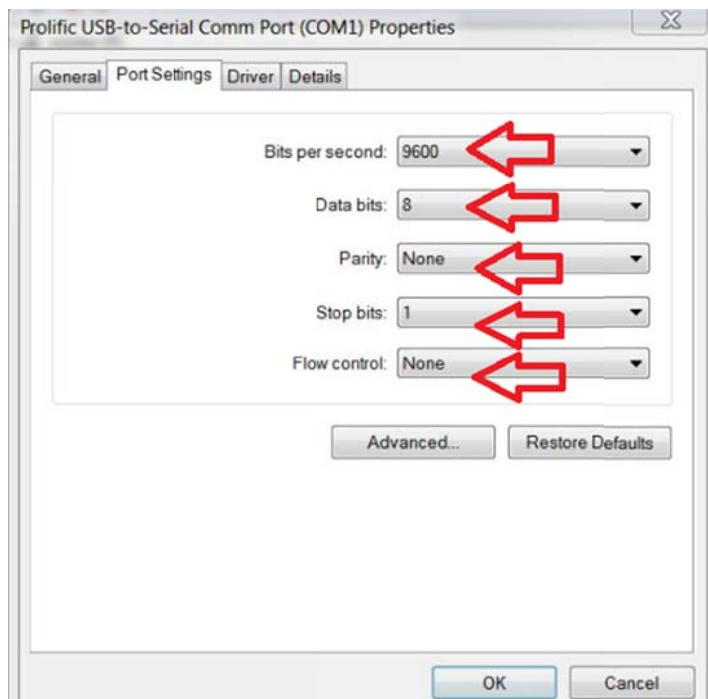 Prolific USB-to-Serial Comm Port (COM1) Properties
General Port Settings Driver Details
Bits per second: 9600
Data bits: 8
Parity: None
Stop bits: 1
Flow control: None
Advanced... Restore Defaults
OK Cancel